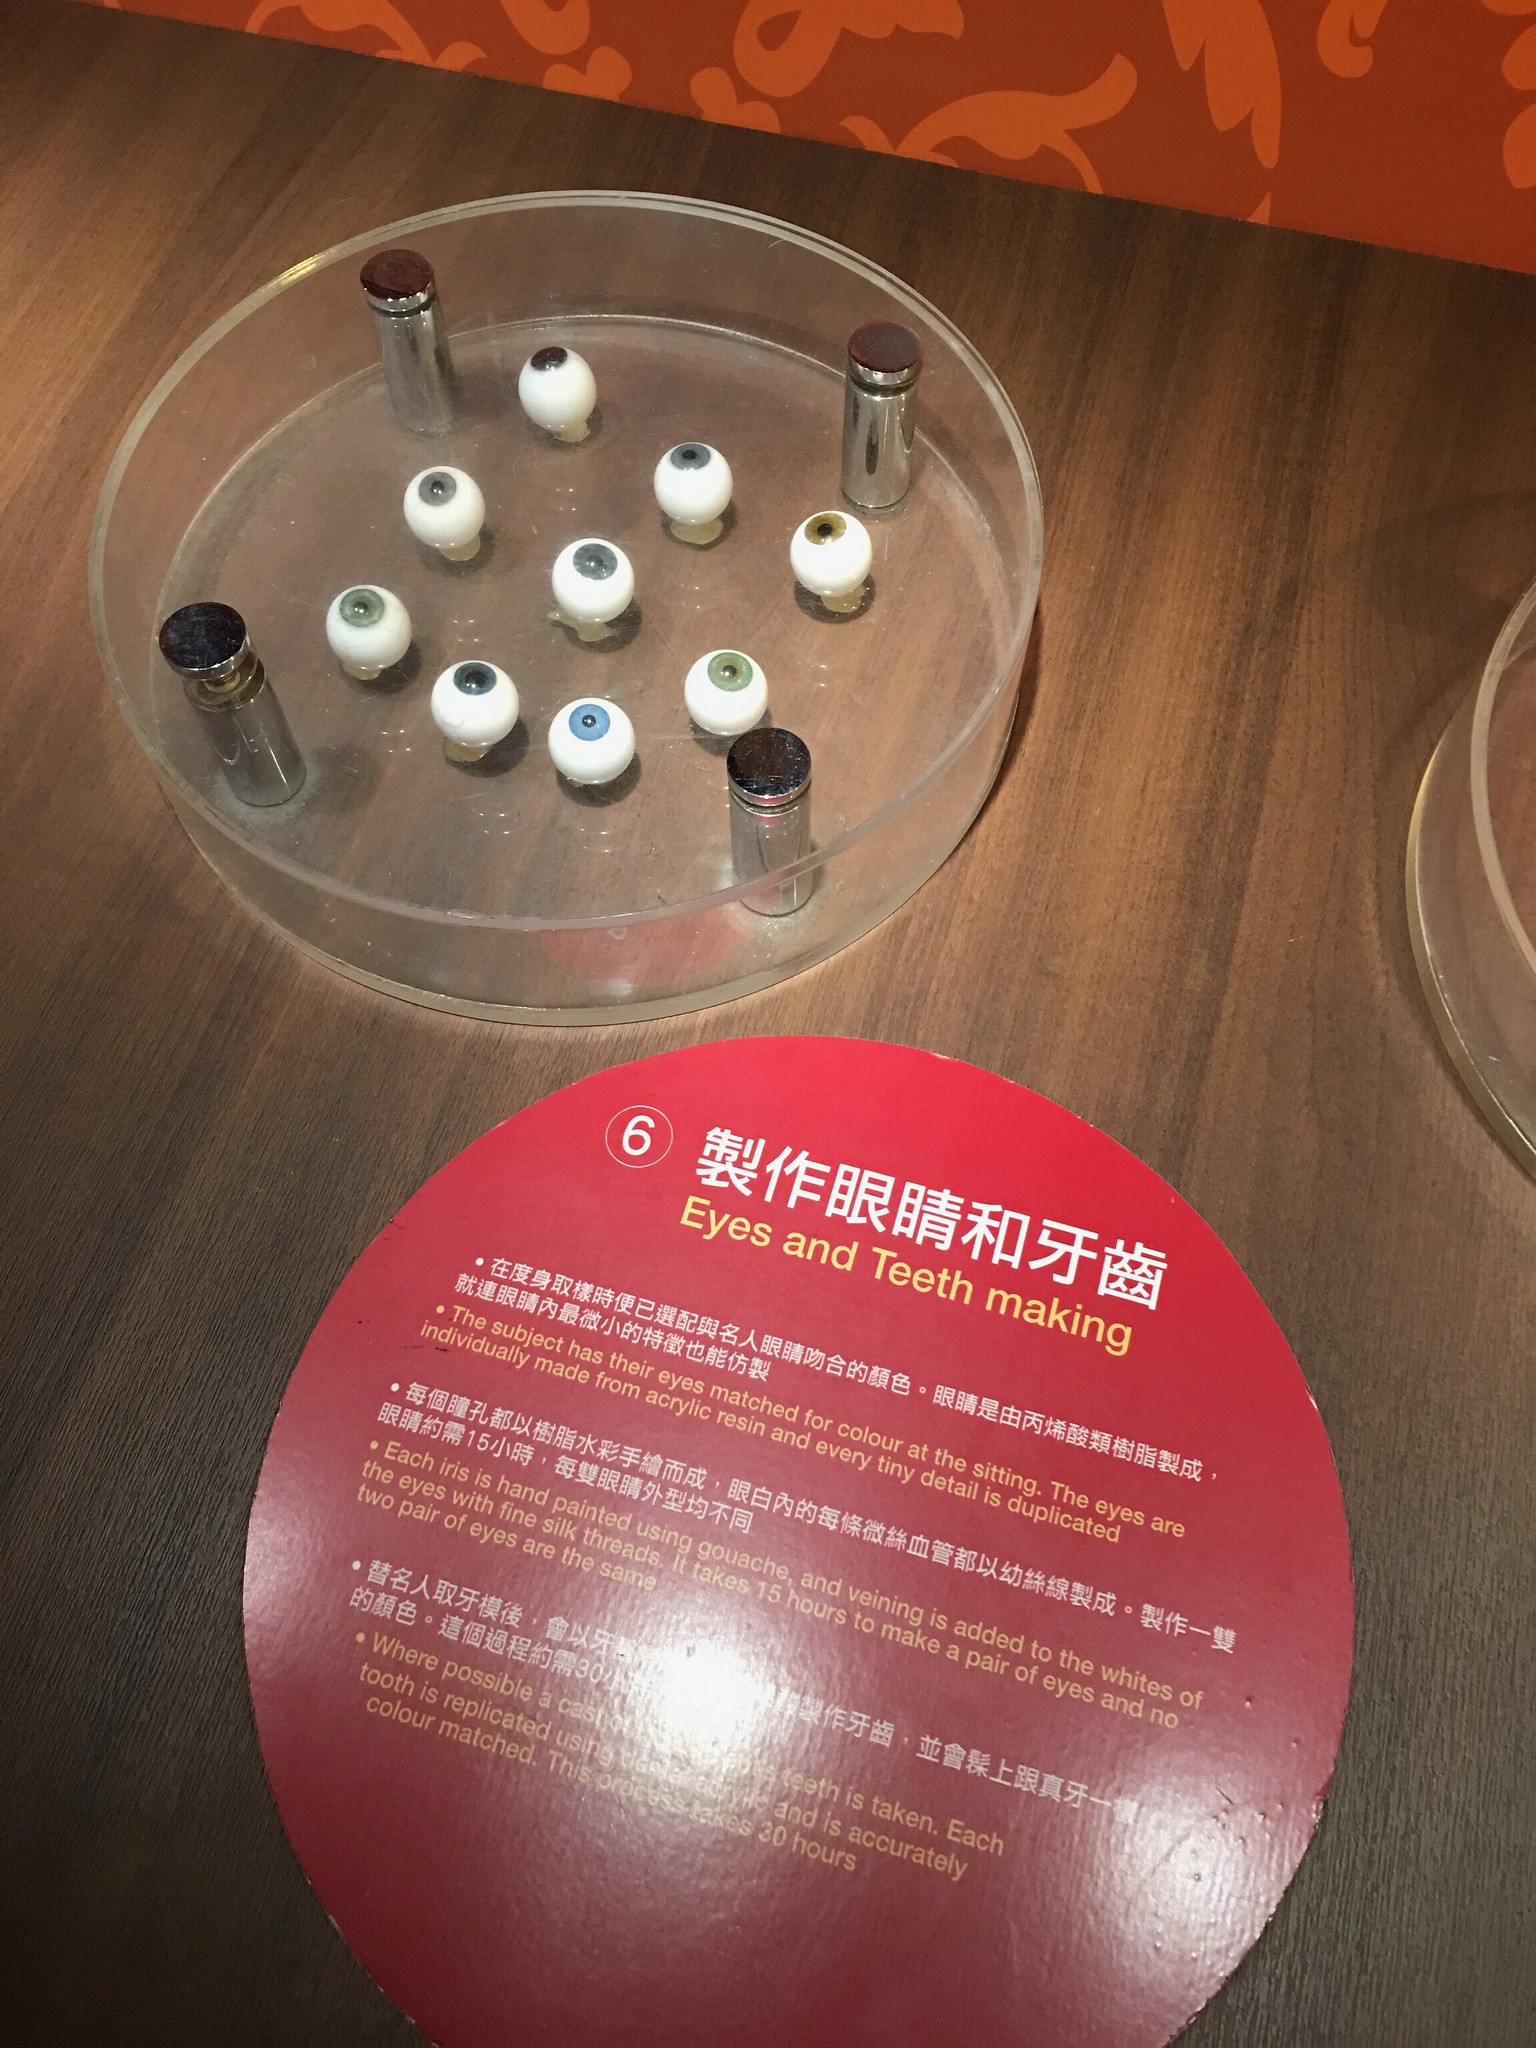 6 製作眼睛和牙齒
Eyes and Teeth making
• 在度身取樣時便已選配與名人眼睛吻合的顏色。眼睛是由丙烯酸類樹脂製成，
就連眼睛內最微小的特徵也能仿製
• The subject has their eyes matched for colour at the sitting. The eyes are
individually made from acrylic resin and every tiny detail is duplicated
• 每個瞳孔都以樹脂水彩手繪而成，眼白內的每條微絲血管都以幼絲線製成。製作一雙
眼睛約需15小時，每雙眼睛外型均不同
• Each iris is hand painted using gouache, and veining is added to the whites of
the eyes with fine silk threads. It takes 15 hours to make a pair of eyes and no
two pair of eyes are the same
• 替名人取牙模後，會以牙 製作牙齒，並會髹上跟真牙一樣
的顏色。這個過程約需30小時
• Where possible a cast teeth is taken. Each
tooth is replicated using and is accurately
colour matched. This process takes 30 hours